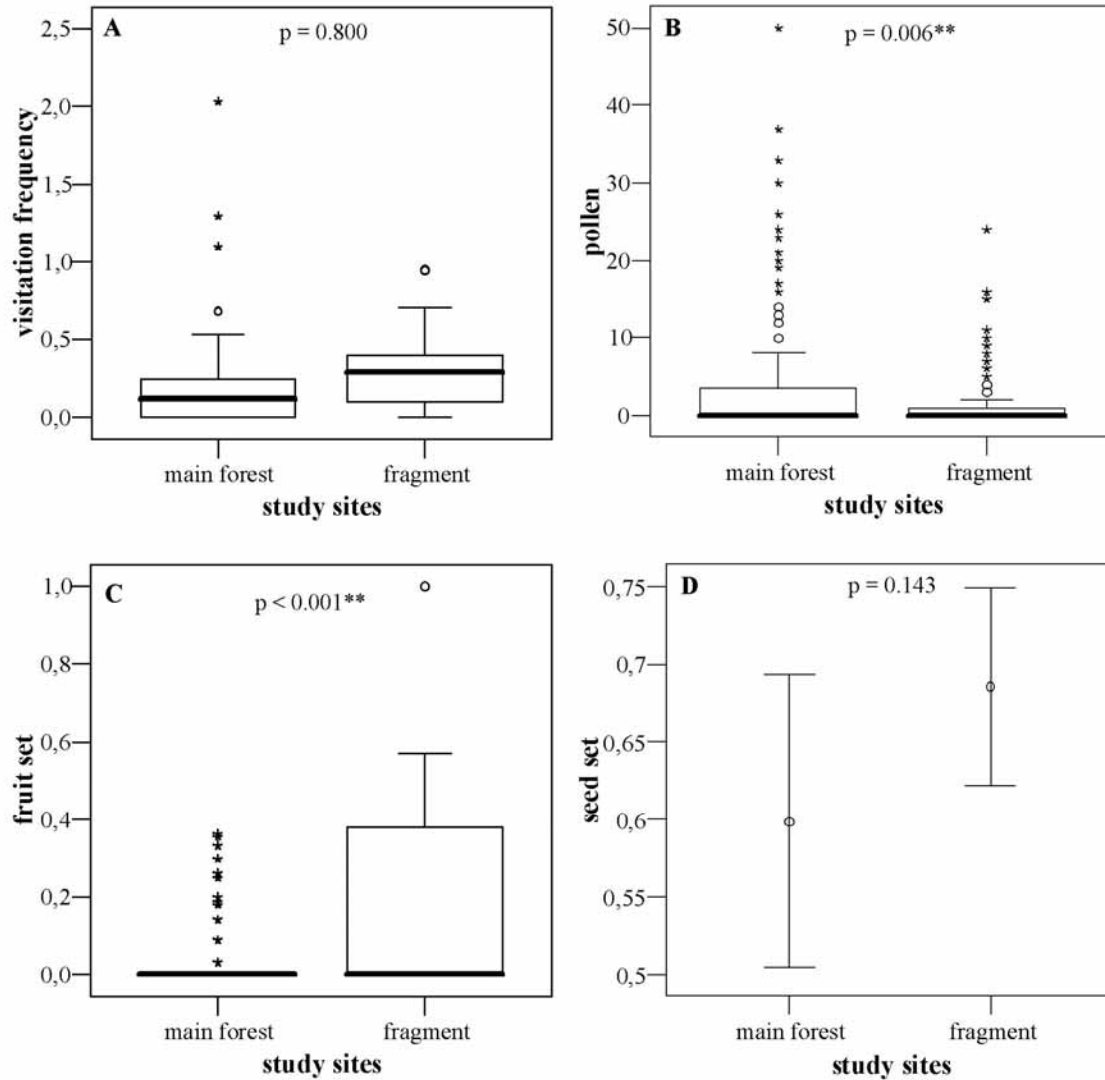 A
p = 0.800
visitation frequency
2,5
2,0
1,5
1,0
0,5
0,0
main forest
fragment
study sites
B
p = 0.006**
pollen
50
40
30
20
10
0
main forest
fragment
study sites
C
p < 0.001**
fruit set
1,0
0,8
0,6
0,4
0,2
0,0
main forest
fragment
study sites
D
p = 0.143
seed set
0,75
0,7
0,65
0,6
0,55
0,5
main forest
fragment
study sites